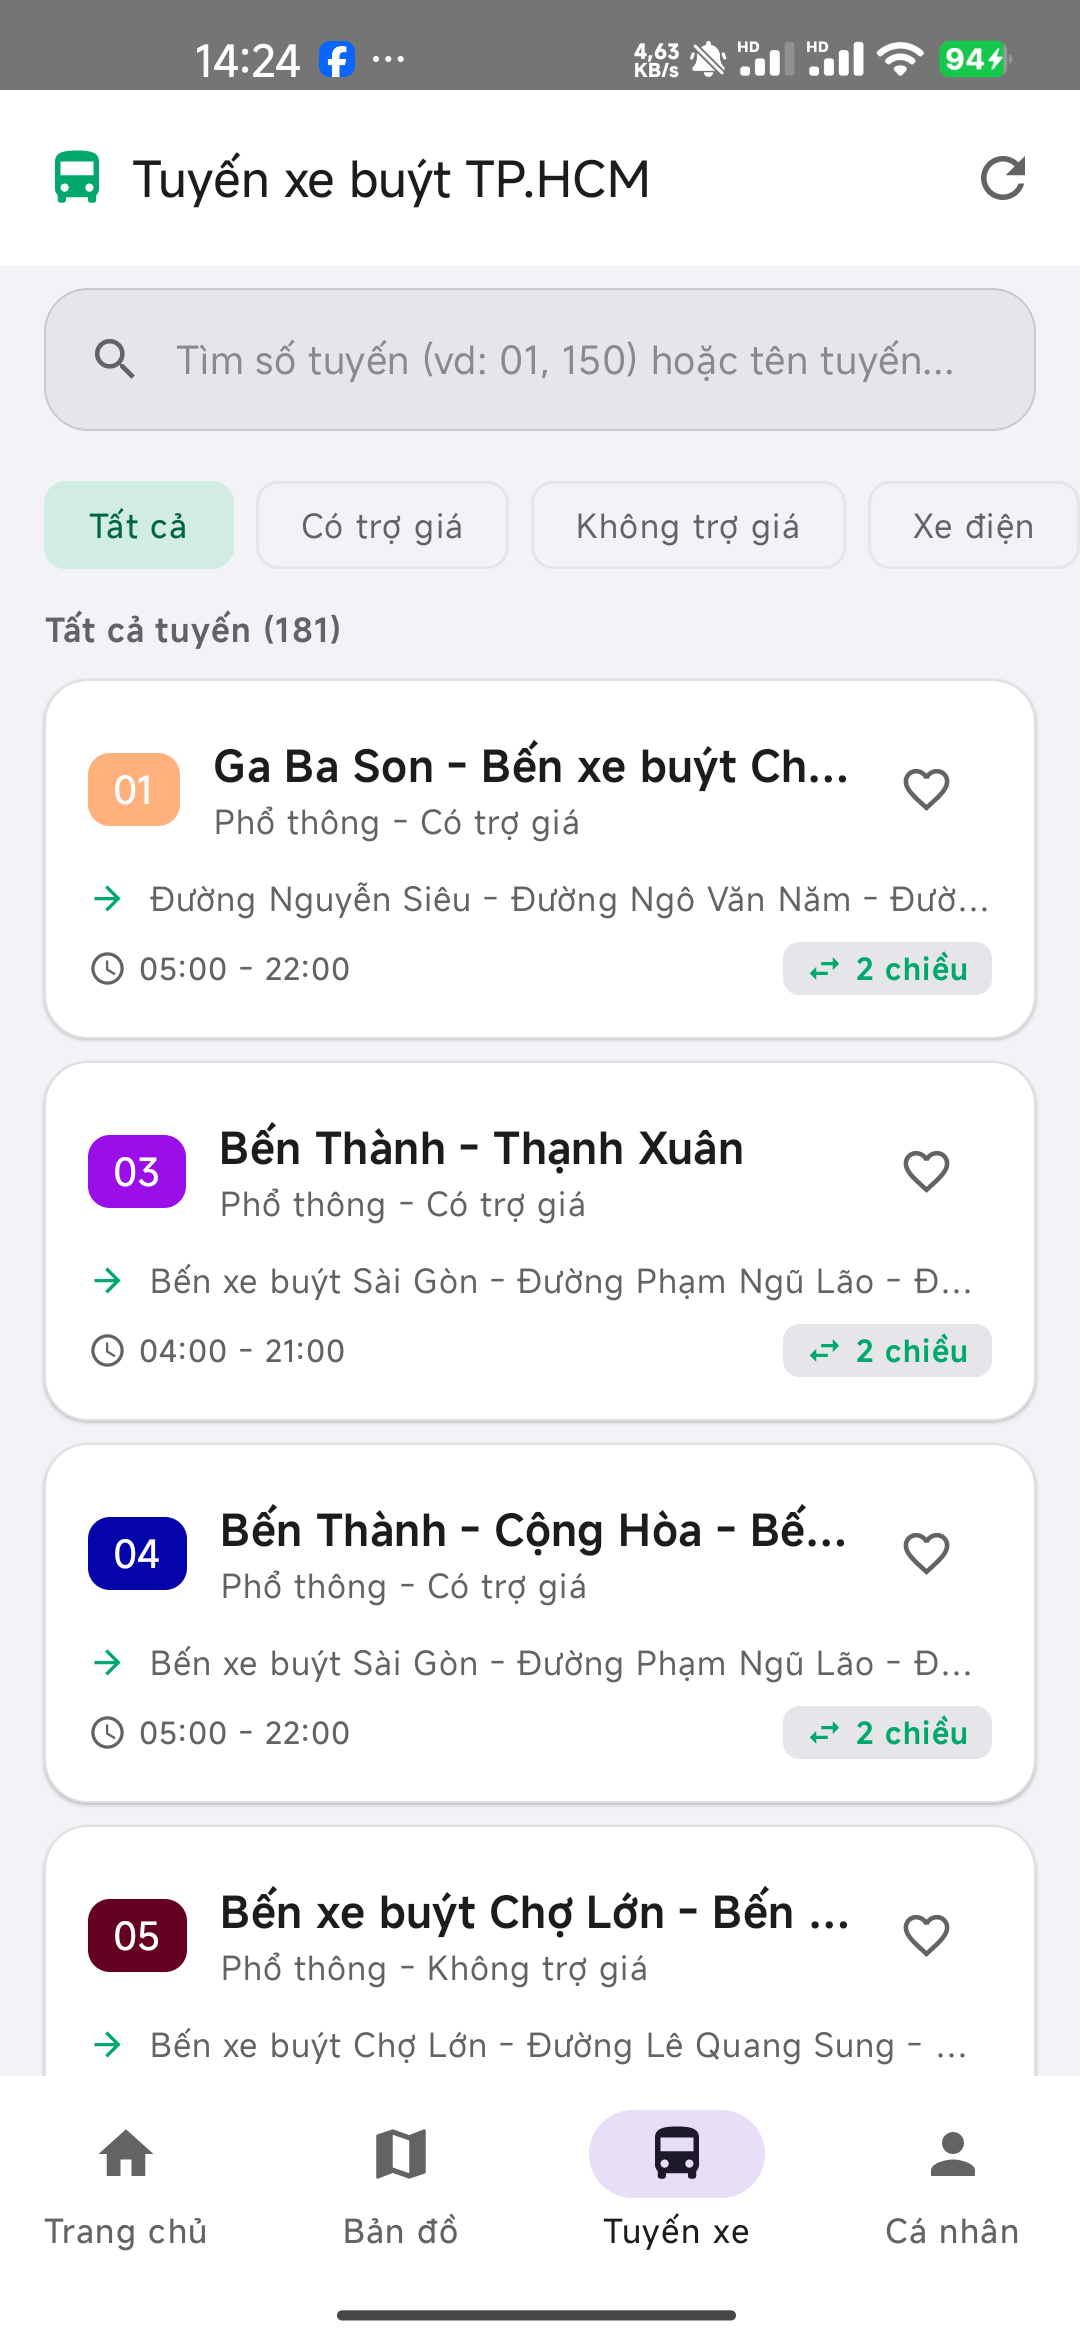 14:24 ...
4,63 KB/s HD HD 94
Tuyến xe buýt TP.HCM
Tìm số tuyến (vd: 01, 150) hoặc tên tuyến...
Tất cả Có trợ giá Không trợ giá Xe điện
Tất cả tuyến (181)
01 Ga Ba Son - Bến xe buýt Ch...
Phổ thông - Có trợ giá
Đường Nguyễn Siêu - Đường Ngô Văn Năm - Đườ...
05:00 - 22:00 2 chiều
03 Bến Thành - Thạnh Xuân
Phổ thông - Có trợ giá
Bến xe buýt Sài Gòn - Đường Phạm Ngũ Lão - Đ...
04:00 - 21:00 2 chiều
04 Bến Thành - Cộng Hòa - Bế...
Phổ thông - Có trợ giá
Bến xe buýt Sài Gòn - Đường Phạm Ngũ Lão - Đ...
05:00 - 22:00 2 chiều
05 Bến xe buýt Chợ Lớn - Bến ...
Phổ thông - Không trợ giá
Bến xe buýt Chợ Lớn - Đường Lê Quang Sung - ...
Trang chủ Bản đồ Tuyến xe Cá nhân